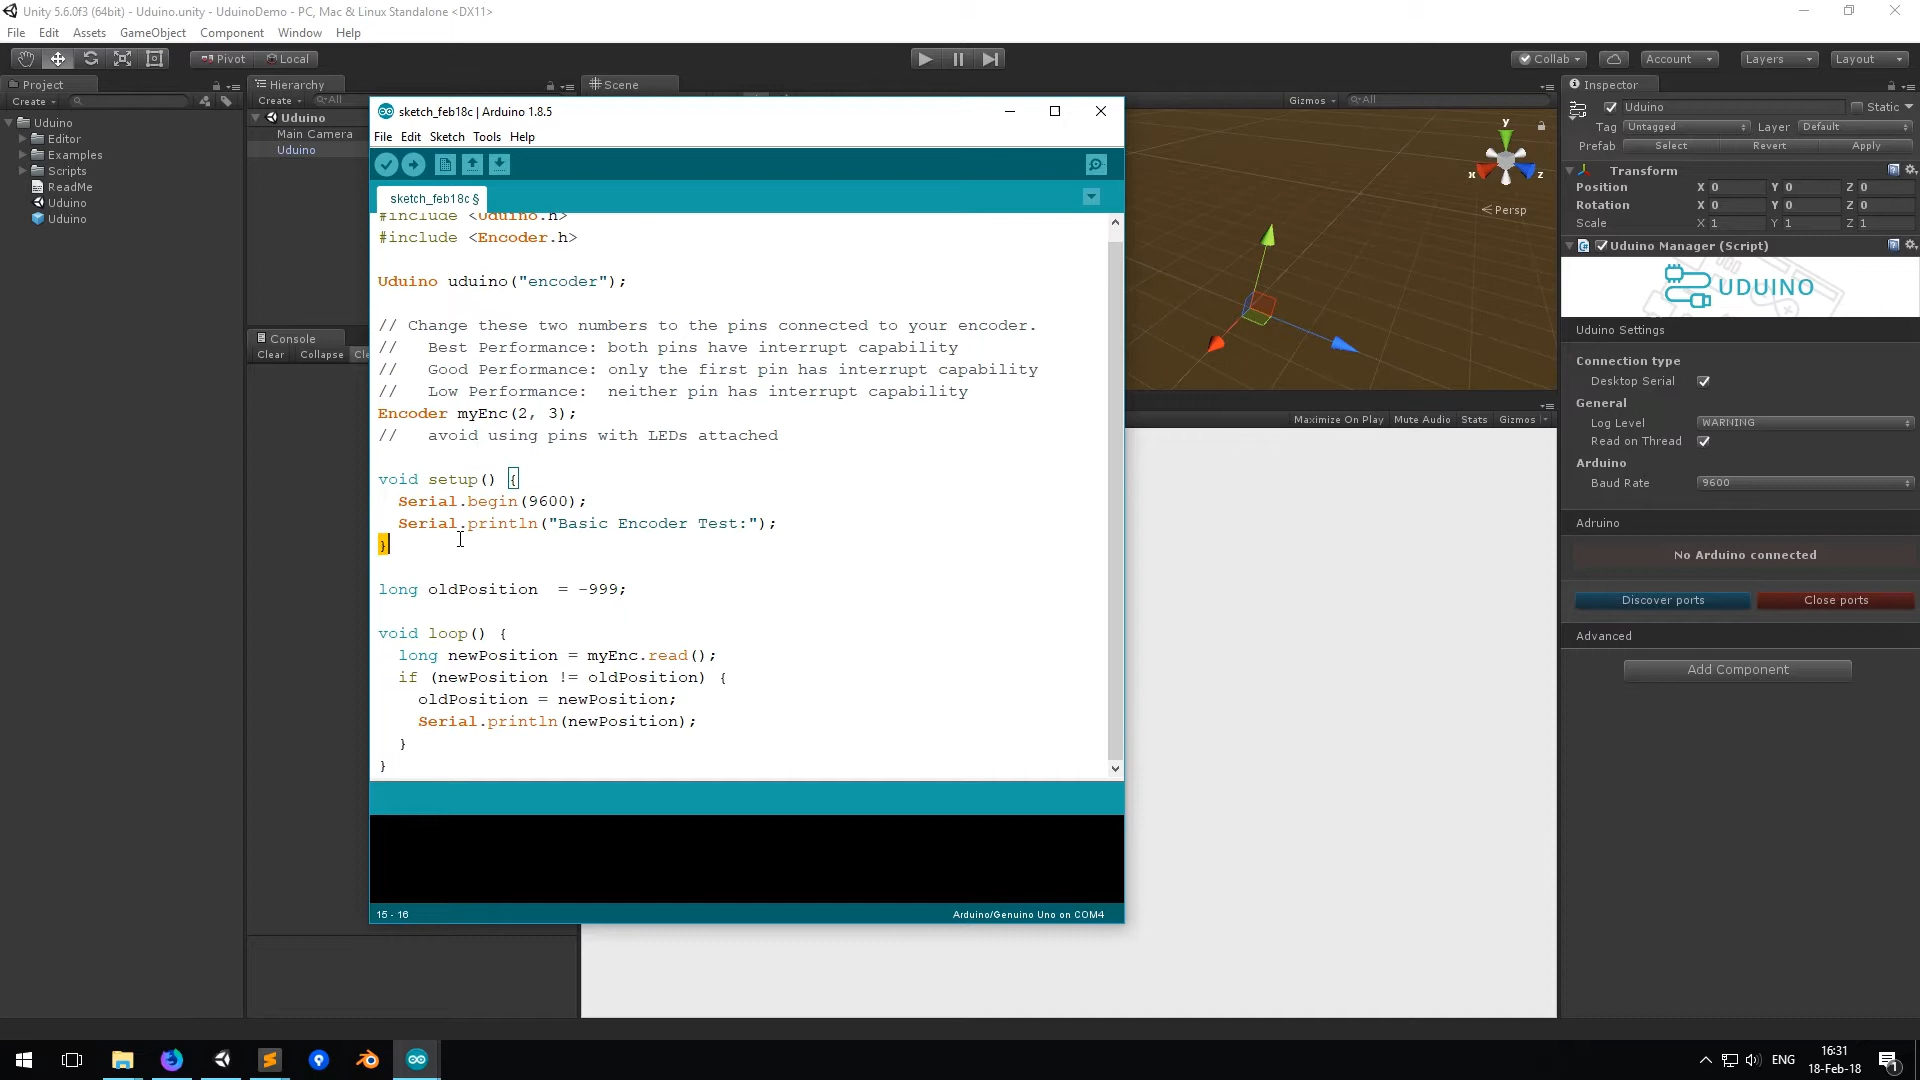 Unity 5.6.0f3 (64bit) - Uduino.unity - UduinoDemo - PC, Mac & Linux Standalone <DX11>
File Edit Assets GameObject Component Window Help
Pivot Local
Collab Account Layers Layout
Project
Create
Uduino
Editor
Examples
Scripts
ReadMe
Uduino
Uduino
Hierarchy
Create All
Uduino
Main Camera
Uduino
Console
Clear Collapse Cle
Scene
Gizmos All
y
x z
Persp
Maximize On Play Mute Audio Stats Gizmos
sketch_feb18c | Arduino 1.8.5
File Edit Sketch Tools Help
sketch_feb18c §
#include <Uduino.h>
#include <Encoder.h>
Uduino uduino("encoder");
// Change these two numbers to the pins connected to your encoder.
//   Best Performance: both pins have interrupt capability
//   Good Performance: only the first pin has interrupt capability
//   Low Performance:  neither pin has interrupt capability
Encoder myEnc(2, 3);
//   avoid using pins with LEDs attached
void setup() {
  Serial.begin(9600);
  Serial.println("Basic Encoder Test:");
}
long oldPosition  = -999;
void loop() {
  long newPosition = myEnc.read();
  if (newPosition != oldPosition) {
    oldPosition = newPosition;
    Serial.println(newPosition);
  }
}
15 - 16
Arduino/Genuino Uno on COM4
Inspector
Uduino Static
Tag Untagged Layer Default
Prefab Select Revert Apply
Transform
Position X 0 Y 0 Z 0
Rotation X 0 Y 0 Z 0
Scale X 1 Y 1 Z 1
Uduino Manager (Script)
UDUINO
Uduino Settings
Connection type
Desktop Serial
General
Log Level WARNING
Read on Thread
Arduino
Baud Rate 9600
Adruino
No Arduino connected
Discover ports Close ports
Advanced
Add Component
ENG
16:31
18-Feb-18
1